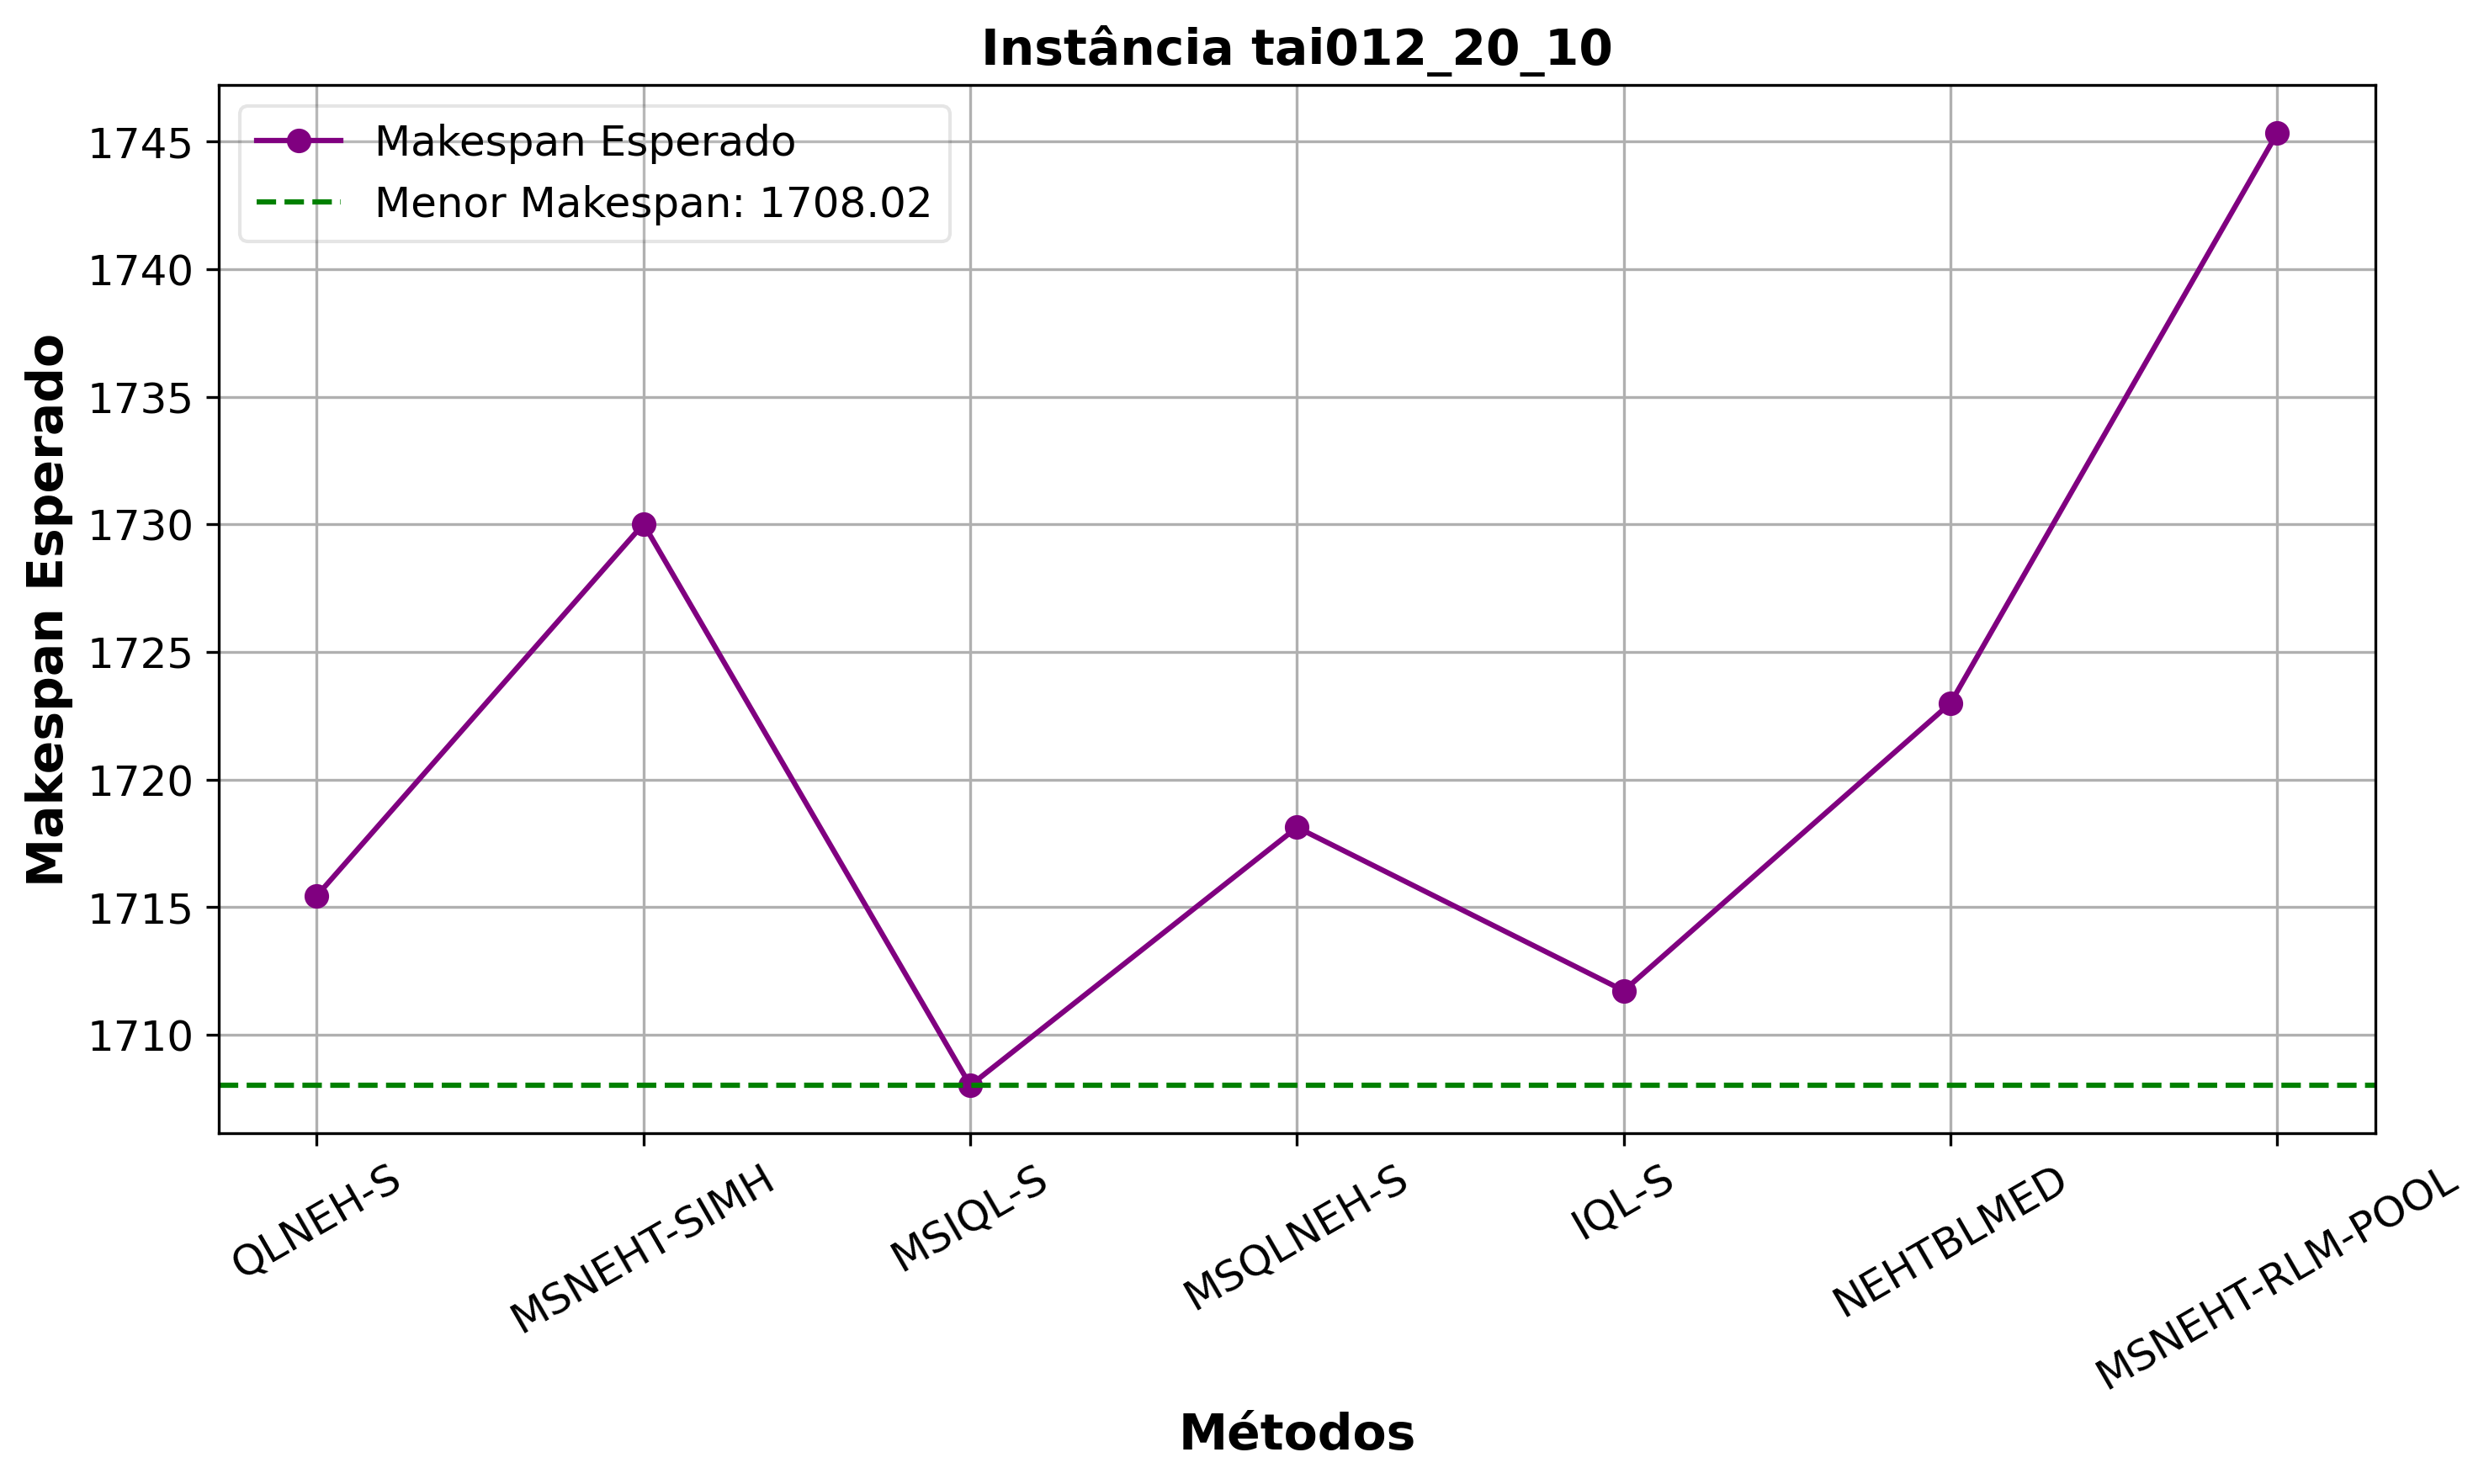 Instância tai012_20_10
Makespan Esperado
Menor Makespan: 1708.02
1745
1740
1735
1730
1725
1720
1715
1710
Makespan Esperado
QLNEH-S
MSNEHT-SIMH
MSIQL-S
MSQLNEH-S
IQL-S
NEHTBLMED
MSNEHT-RLM-POOL
Métodos